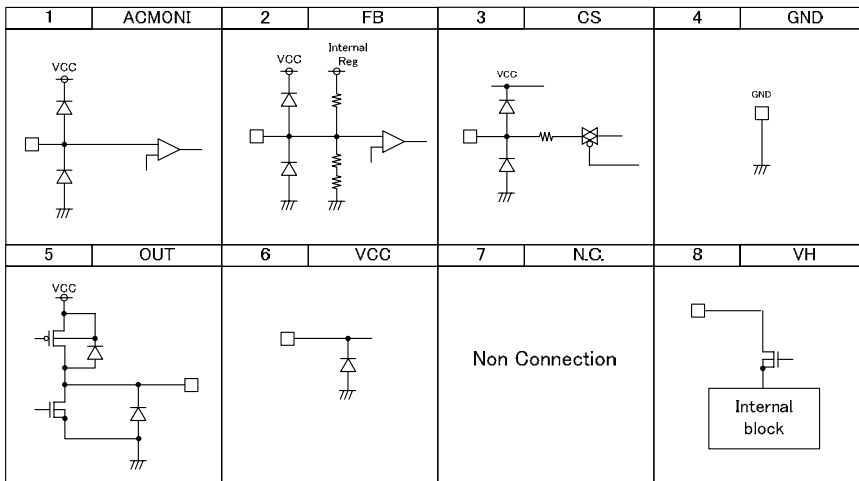 1 ACMONI 2 FB 3 CS 4 GND
VCC
VCC
Internal
Reg
VCC
GND
5 OUT 6 VCC 7 N.C. 8 VH
VCC
Non Connection
Internal
block